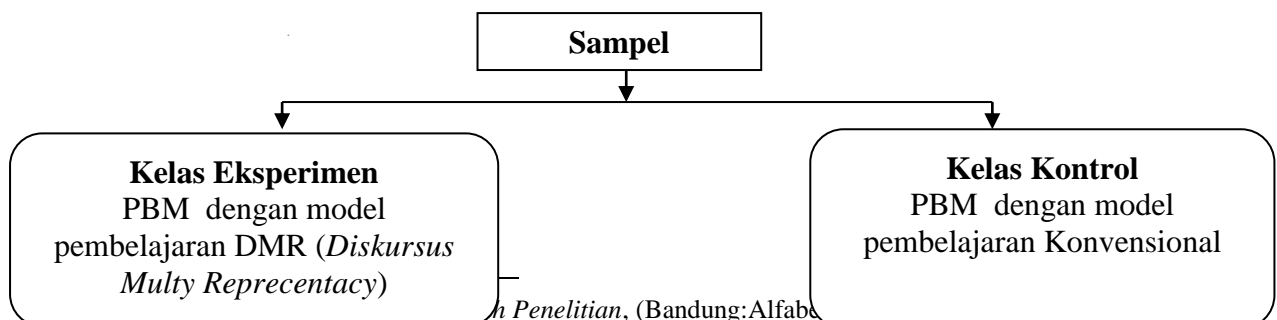 Sampel
Kelas Eksperimen
PBM dengan model
pembelajaran DMR (Diskursus
Multy Reprecentacy)
Kelas Kontrol
PBM dengan model
pembelajaran Konvensional
Penelitian, (Bandung: